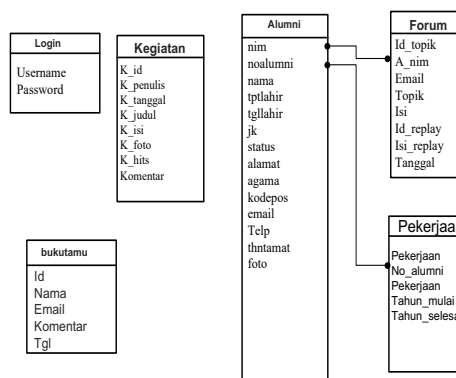 Login
Username
Password
Kegiatan
K_id
K_penulis
K_tanggal
K_judul
K_isi
K_foto
K_hits
Komentar
bukutamu
Id
Nama
Email
Komentar
Tgl
Alumni
nim
noalumni
nama
tptlahir
tgllahir
jk
status
alamat
agama
kodepos
email
Telp
thntamat
foto
Forum
Id_topik
A_nim
Email
Topik
Isi
Id_replay
Isi_replay
Tanggal
Pekerjaa
Pekerjaan
No_alumni
Pekerjaan
Tahun_mulai
Tahun_selesa